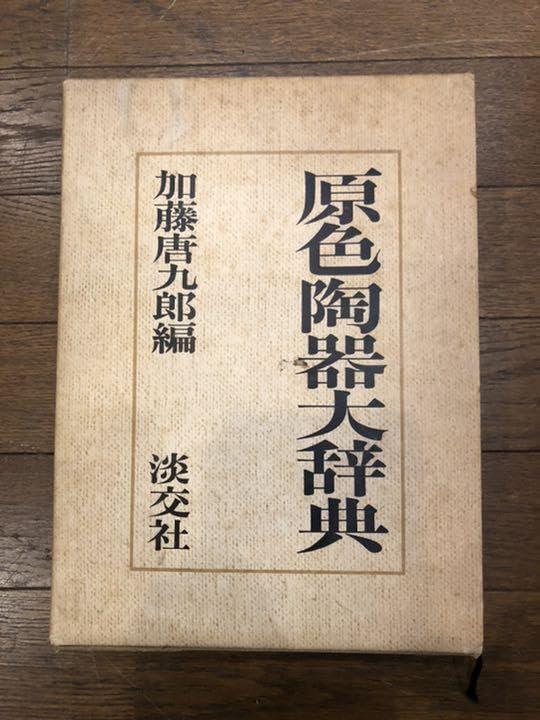 原色陶器大辞典
加藤唐九郎編
淡交社